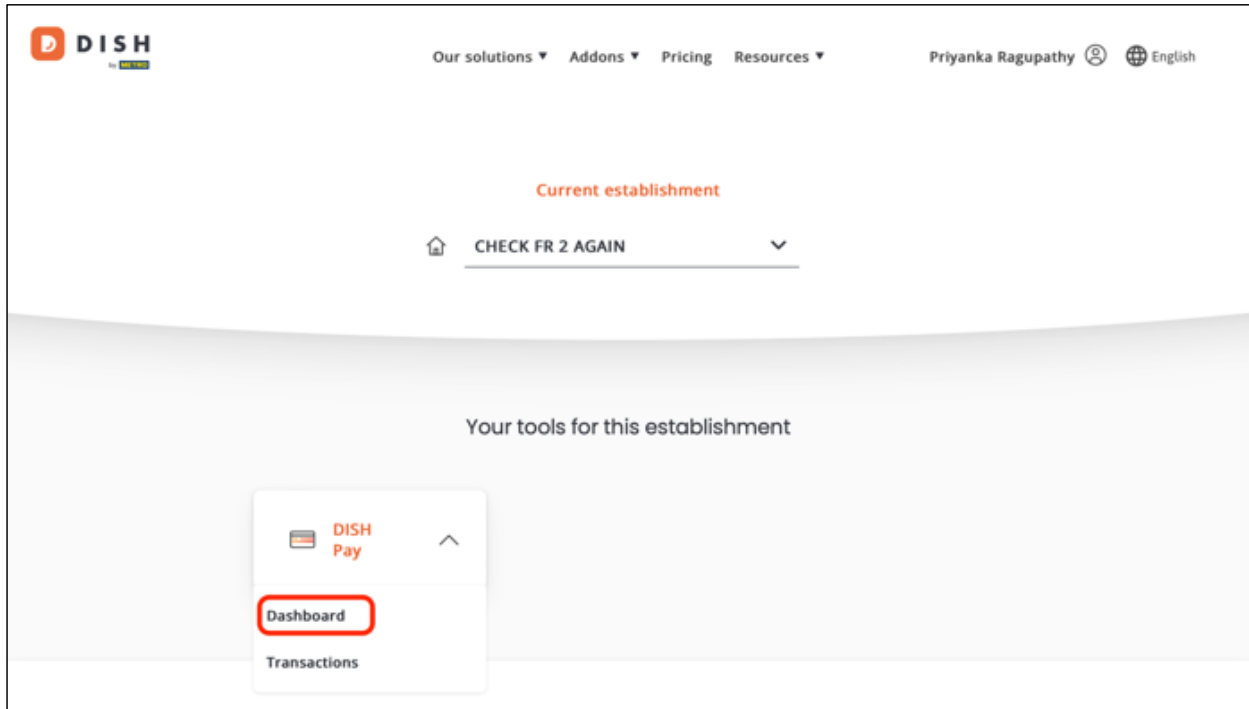 DISH
by METRO
Our solutions ▼ Addons ▼ Pricing Resources ▼ Priyanka Ragupathy English
Current establishment
CHECK FR 2 AGAIN
Your tools for this establishment
DISH
Pay
Dashboard
Transactions